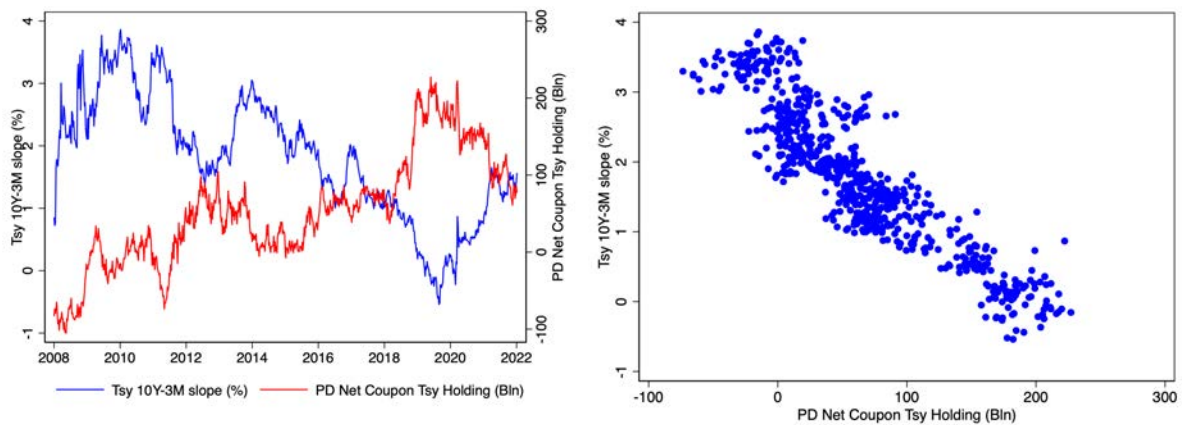 Tsy 10Y-3M slope (%)
4
3
2
1
0
-1
300
200
100
0
-100
PD Net Coupon Tsy Holding (Bln)
2008 2010 2012 2014 2016 2018 2020 2022
Tsy 10Y-3M slope (%) PD Net Coupon Tsy Holding (Bln)
Tsy 10Y-3M slope (%)
4
3
2
1
0
-1
-100 0 100 200 300
PD Net Coupon Tsy Holding (Bln)